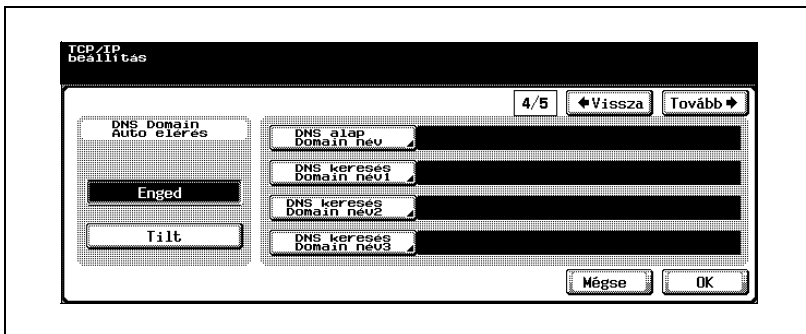 TCP/IP
beállítás
4/5 ←Vissza Tovább→
DNS Domain
Auto elérés
Enged
Tilt
DNS alap
Domain név
DNS keresés
Domain név1
DNS keresés
Domain név2
DNS keresés
Domain név3
Mégse OK